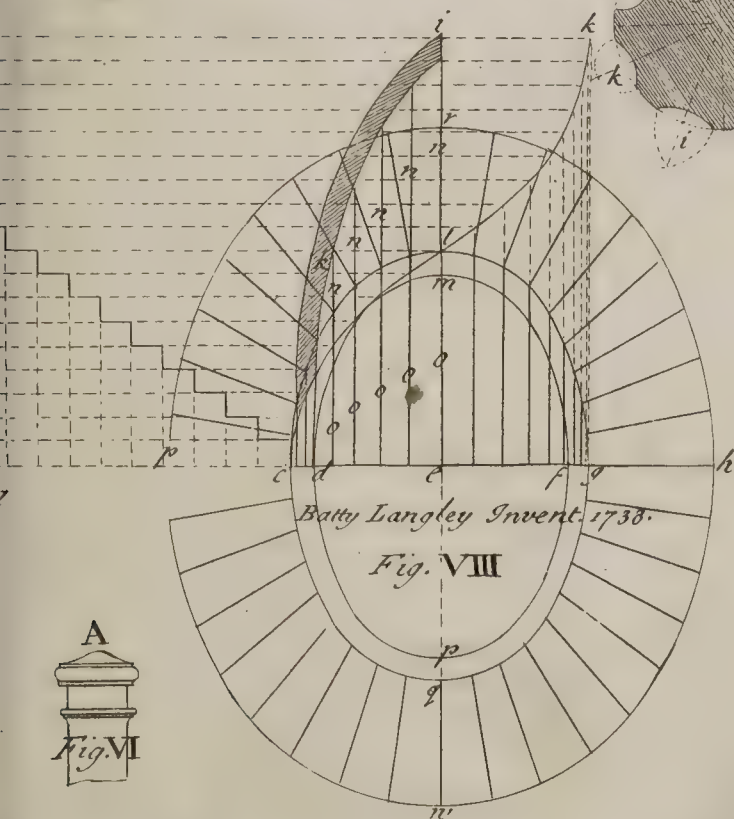 i k
k
i
r
n
n
n
n
n
k
l
m
o
o
o
o
o
p c d e f g h
Batty Langley Invent. 1738.
Fig. VIII
A
Fig. VI
p
q
n